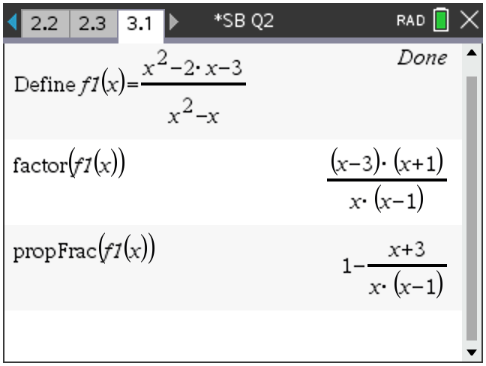 2.2 2.3 3.1 *SB Q2 RAD
Done
Define f1(x)=(x^2−2·x−3)/(x^2−x)
factor(f1(x))
((x−3)·(x+1))/(x·(x−1))
propFrac(f1(x))
1−(x+3)/(x·(x−1))